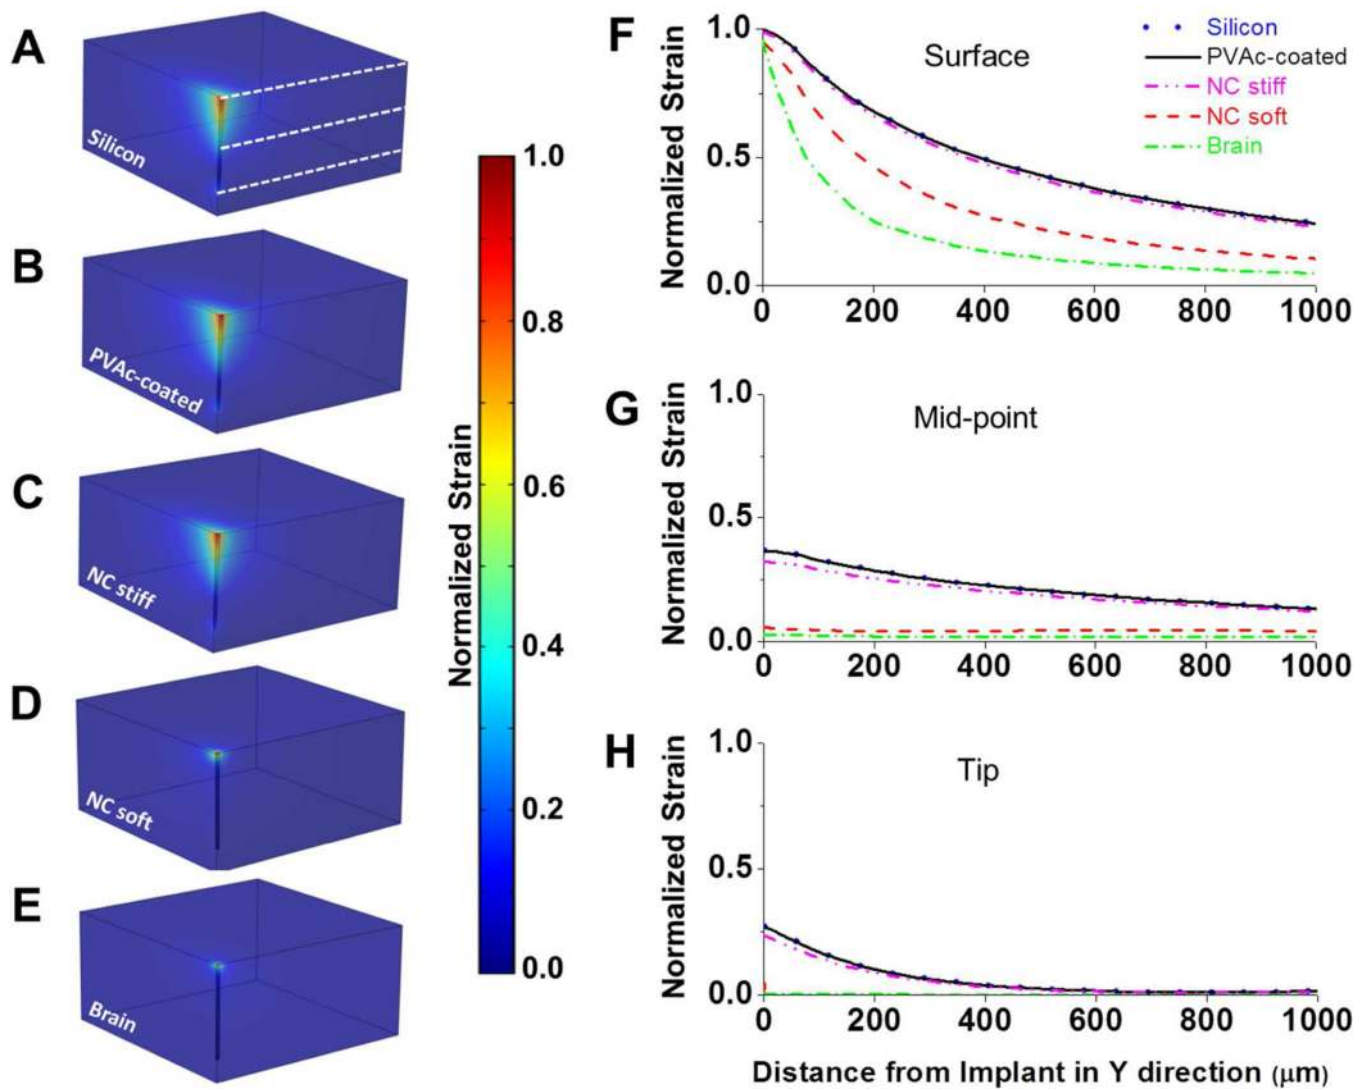 A
Silicon
B
PVAc-coated
C
NC stiff
D
NC soft
E
Brain
Normalized Strain
1.0
0.8
0.6
0.4
0.2
0.0
F
Surface
Silicon
PVAc-coated
NC stiff
NC soft
Brain
Normalized Strain
1.0
0.5
0.0
0 200 400 600 800 1000
G
Mid-point
Normalized Strain
1.0
0.5
0.0
0 200 400 600 800 1000
H
Tip
Normalized Strain
1.0
0.5
0.0
0 200 400 600 800 1000
Distance from Implant in Y direction (μm)